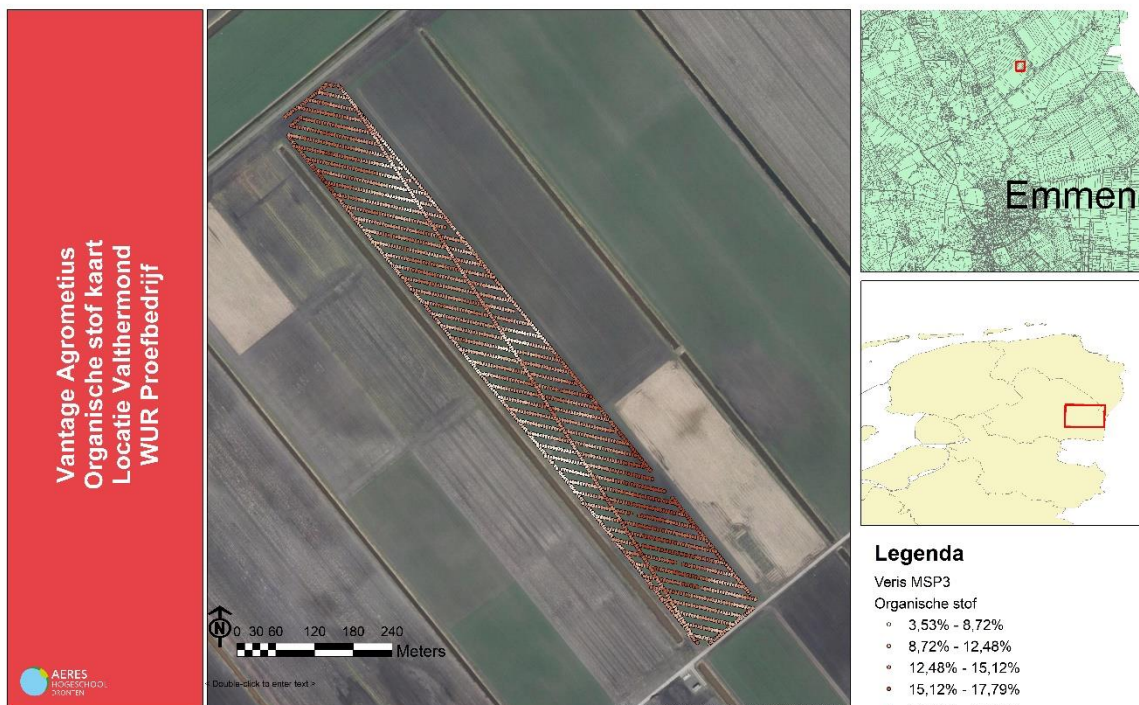 Vantage Agrometius
Organische stof kaart
Locatie Valthermond
WUR Proefbedrijf
AERES
HOGESCHOOL
DRONTEN
N
0 30 60 120 180 240
Meters
< Double-click to enter text >
Emmen
Legenda
Veris MSP3
Organische stof
3,53% - 8,72%
8,72% - 12,48%
12,48% - 15,12%
15,12% - 17,79%